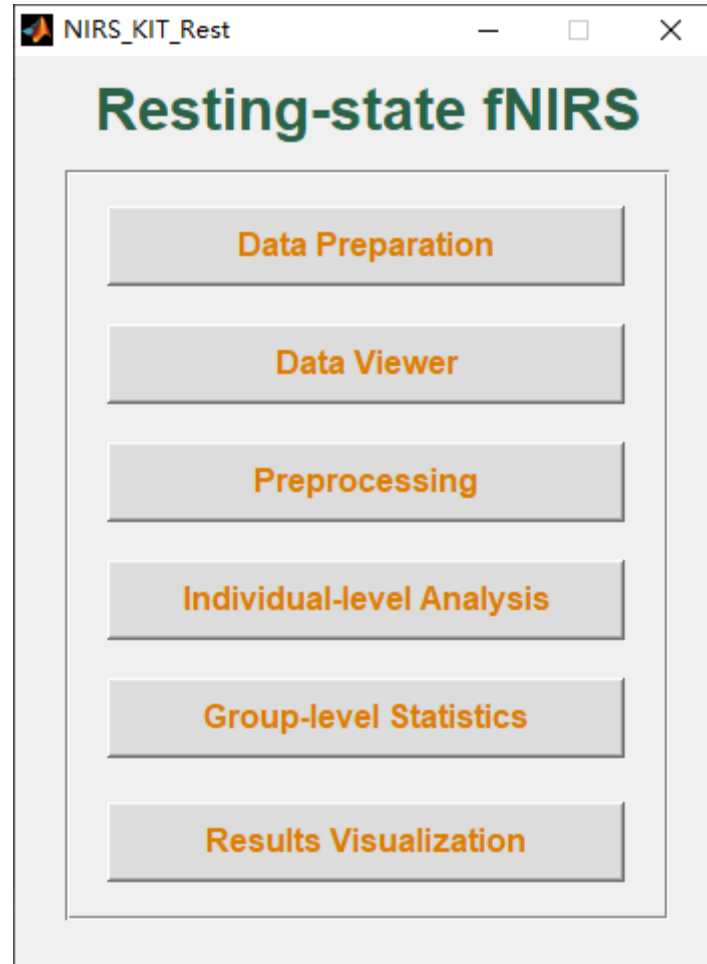 NIRS_KIT_Rest
Resting-state fNIRS
Data Preparation
Data Viewer
Preprocessing
Individual-level Analysis
Group-level Statistics
Results Visualization